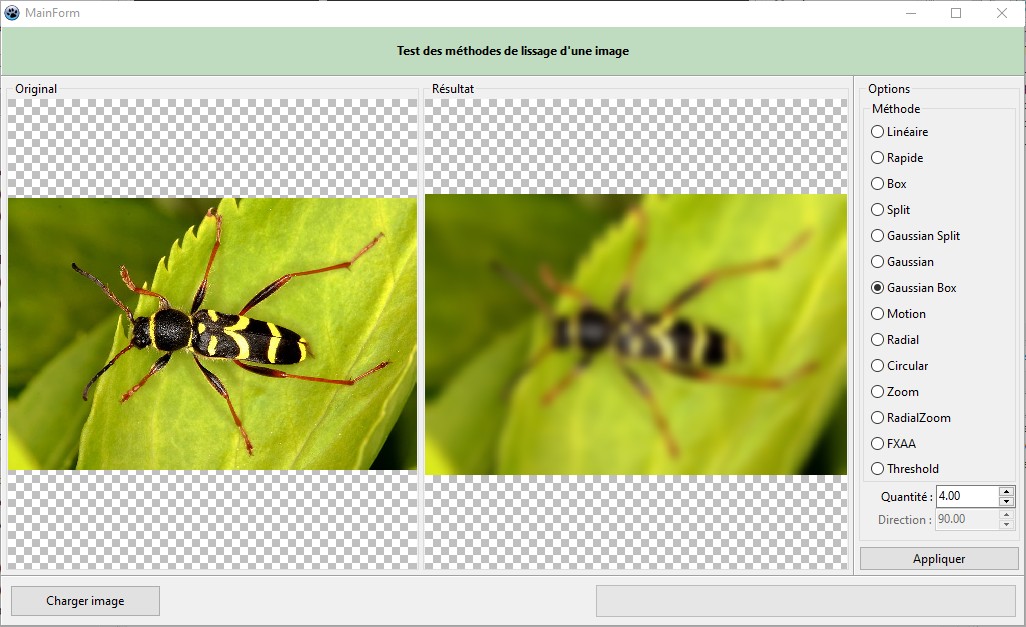 MainForm
Test des méthodes de lissage d'une image
Original
Résultat
Options
Méthode
Linéaire
Rapide
Box
Split
Gaussian Split
Gaussian
Gaussian Box
Motion
Radial
Circular
Zoom
RadialZoom
FXAA
Threshold
Quantité : 4.00
Direction : 90.00
Appliquer
Charger image